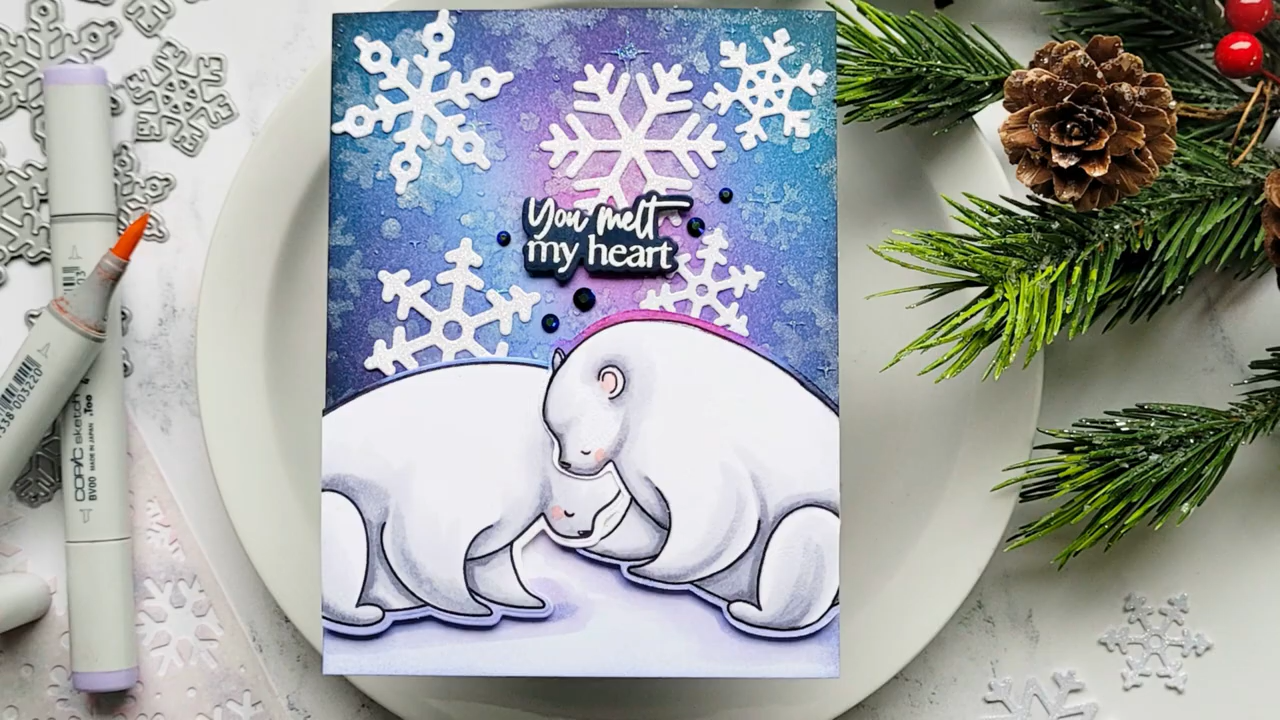 You melt
my heart
COPIC sketch
.Too
MADE IN JAPAN
BV00